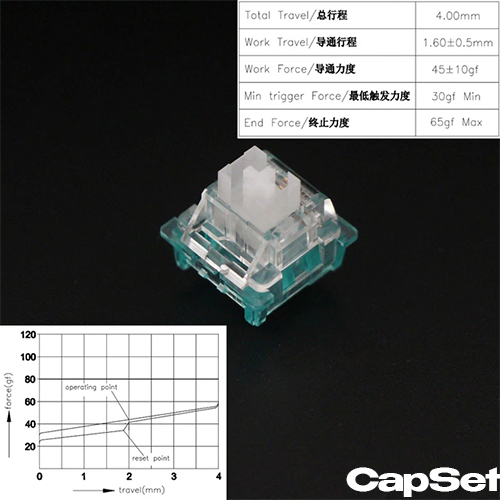 Total Travel/总行程 4.00mm
Work Travel/导通行程 1.60±0.5mm
Work Force/导通力度 45±10gf
Min trigger Force/最低触发力度 30gf Min
End Force/终止力度 65gf Max
120
100
80
60
40
20
force(gf)
operating point
reset point
0 1 2 3 4
travel(mm)
CapSet